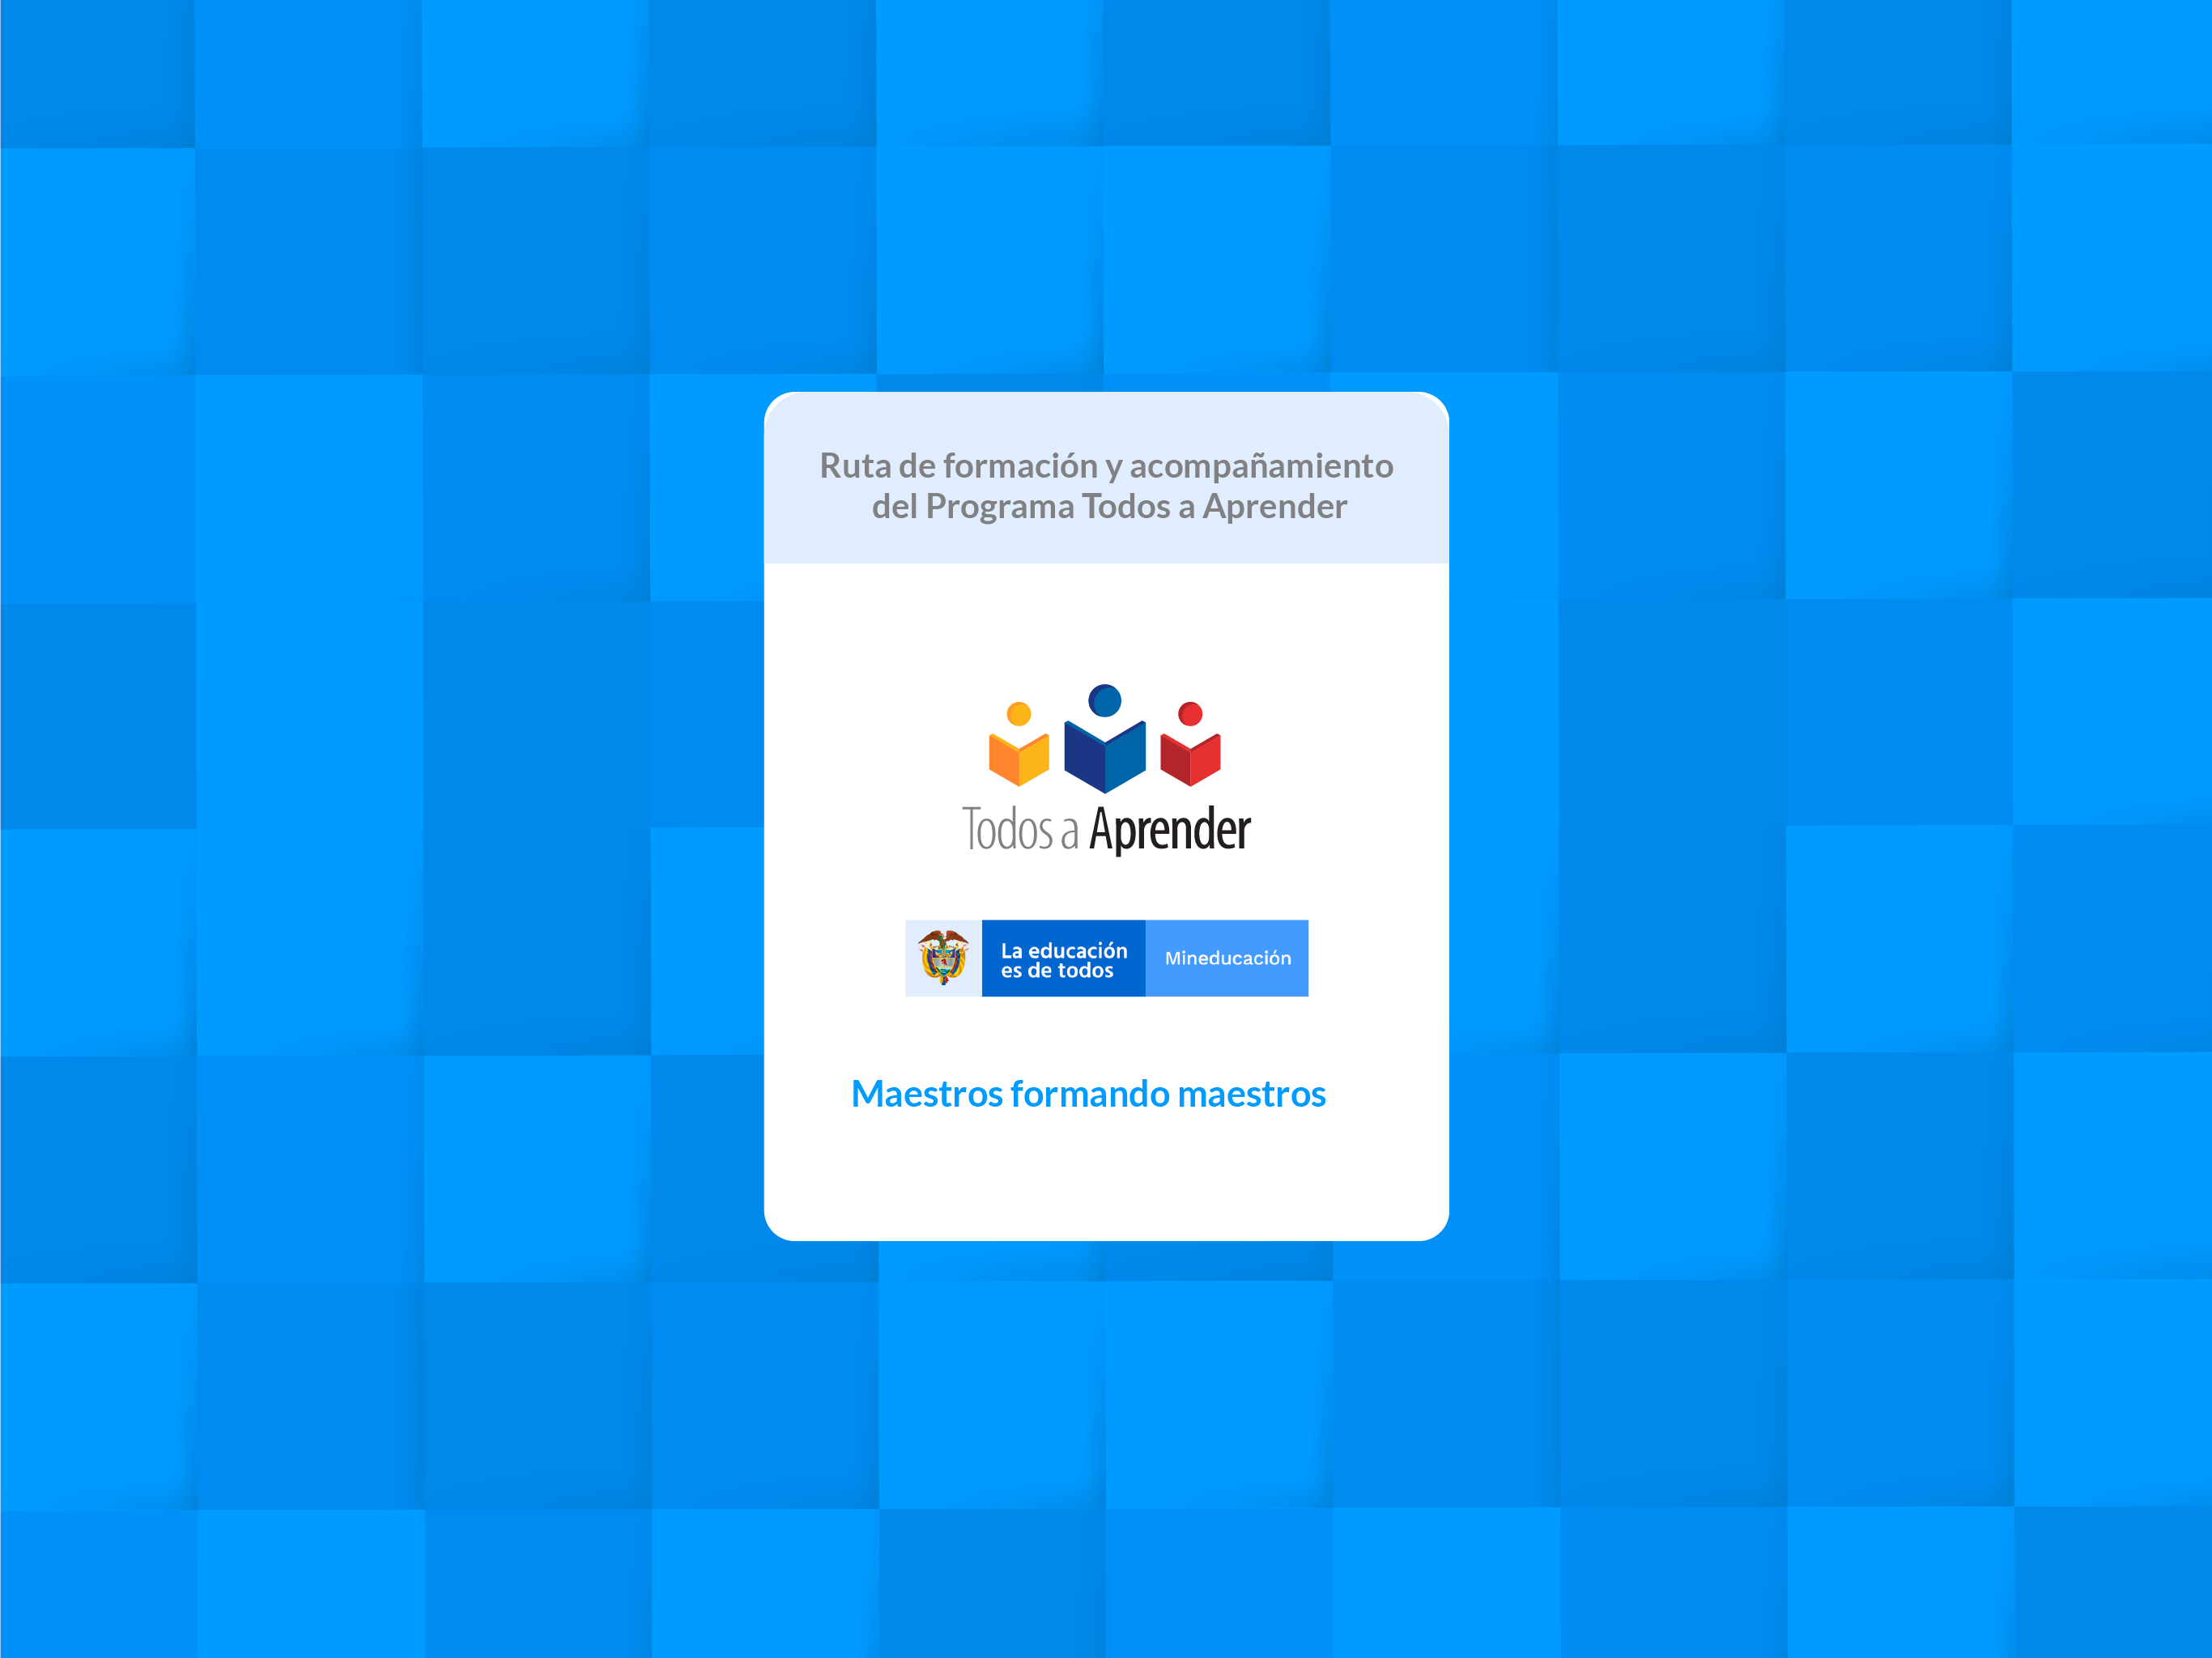 Ruta de formación y acompañamiento
del Programa Todos a Aprender
Todos a Aprender
La educación
es de todos
Mineducación
Maestros formando maestros